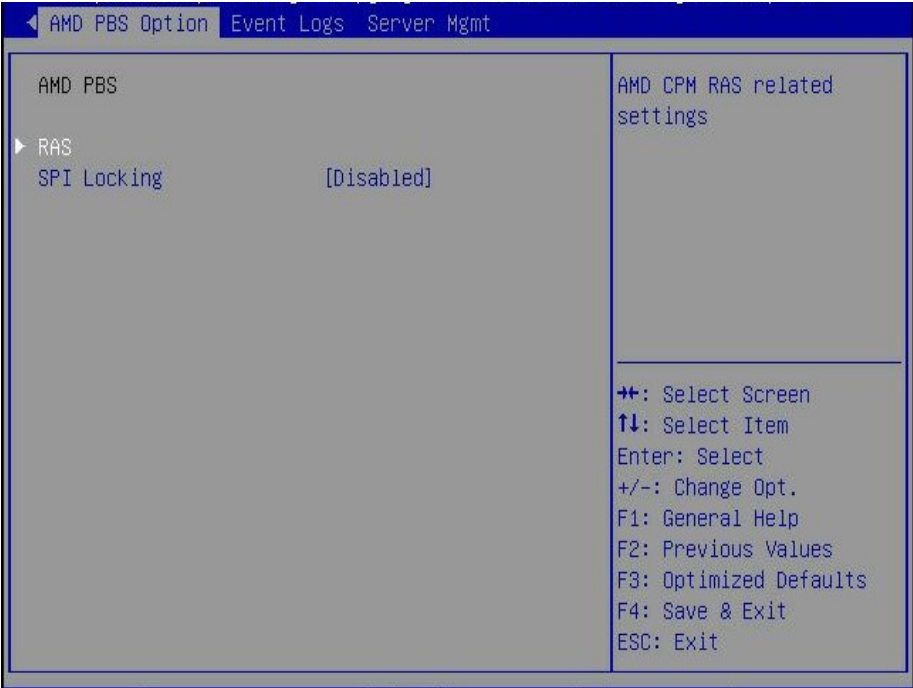 AMD PBS Option Event Logs Server Mgmt
AMD PBS
RAS
SPI Locking [Disabled]
AMD CPM RAS related
settings
→←: Select Screen
↑↓: Select Item
Enter: Select
+/-: Change Opt.
F1: General Help
F2: Previous Values
F3: Optimized Defaults
F4: Save & Exit
ESC: Exit